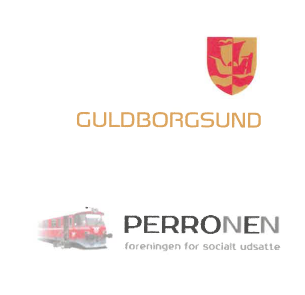 GULDBORGSUND
PERRONEN
foreningen for socialt udsatte